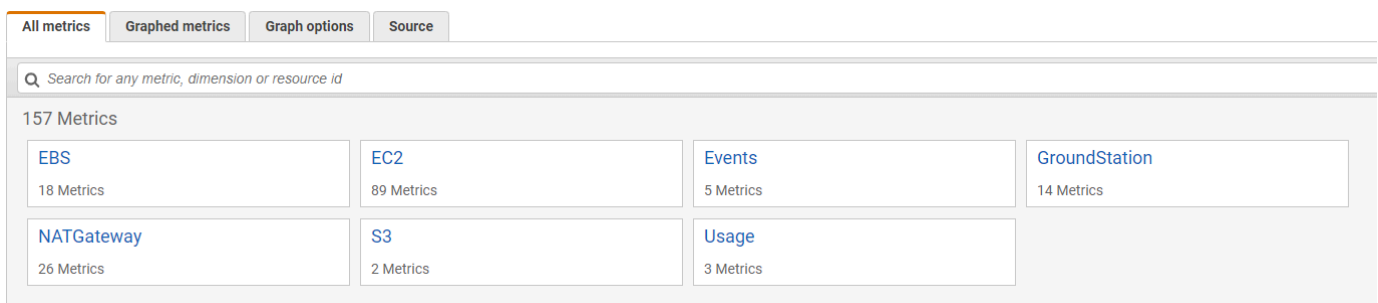 All metrics Graphed metrics Graph options Source
Search for any metric, dimension or resource id
157 Metrics
EBS EC2 Events GroundStation
18 Metrics 89 Metrics 5 Metrics 14 Metrics
NATGateway S3 Usage
26 Metrics 2 Metrics 3 Metrics